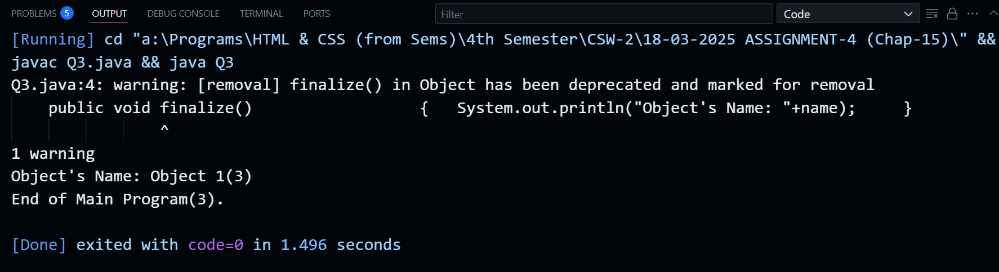 PROBLEMS 5 OUTPUT DEBUG CONSOLE TERMINAL PORTS Filter Code
[Running] cd "a:\Programs\HTML & CSS (from Sems)\4th Semester\CSW-2\18-03-2025 ASSIGNMENT-4 (Chap-15)\" &&
javac Q3.java && java Q3
Q3.java:4: warning: [removal] finalize() in Object has been deprecated and marked for removal
    public void finalize()                  {   System.out.println("Object's Name: "+name);     }
                ^
1 warning
Object's Name: Object 1(3)
End of Main Program(3).
[Done] exited with code=0 in 1.496 seconds